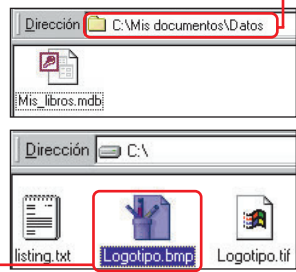 Dirección C:\Mis documentos\Datos
Mis_libros.mdb
Dirección C:\
listing.txt Logotipo.bmp Logotipo.tif